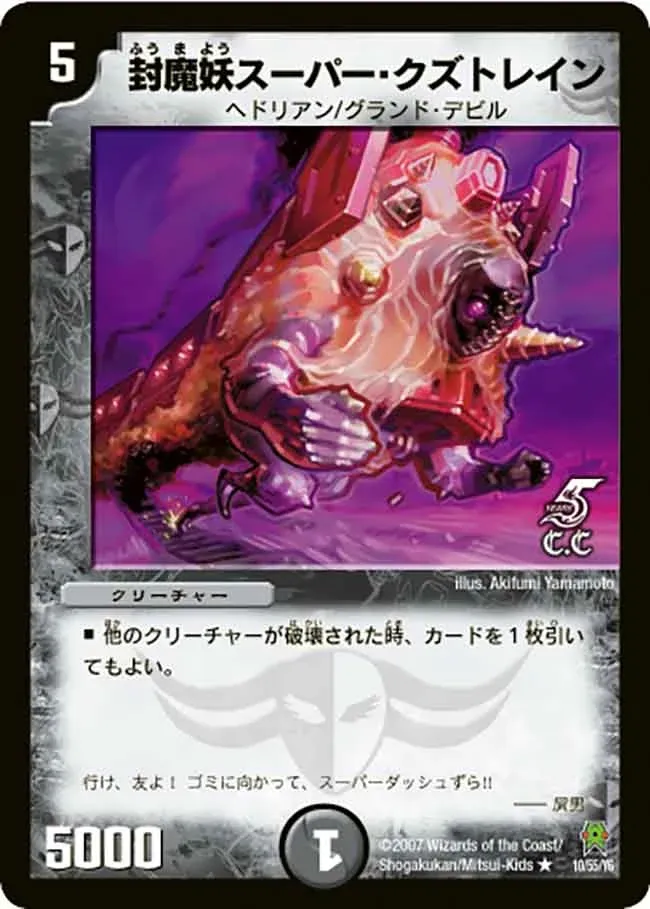 5
ふうまよう
封魔妖スーパー・クズトレイン
ヘドリアン/グランド・デビル
5
YEARS
C.C
illus. Akifumi Yamamoto
クリーチャー
■ 他のクリーチャーが破壊された時、カードを1枚引い
てもよい。
行け、友よ! ゴミに向かって、スーパーダッシュずら!!
—— 屍男
5000
1
©2007 Wizards of the Coast/
Shogakukan/Mitsui-Kids ★ 10/55/Y6